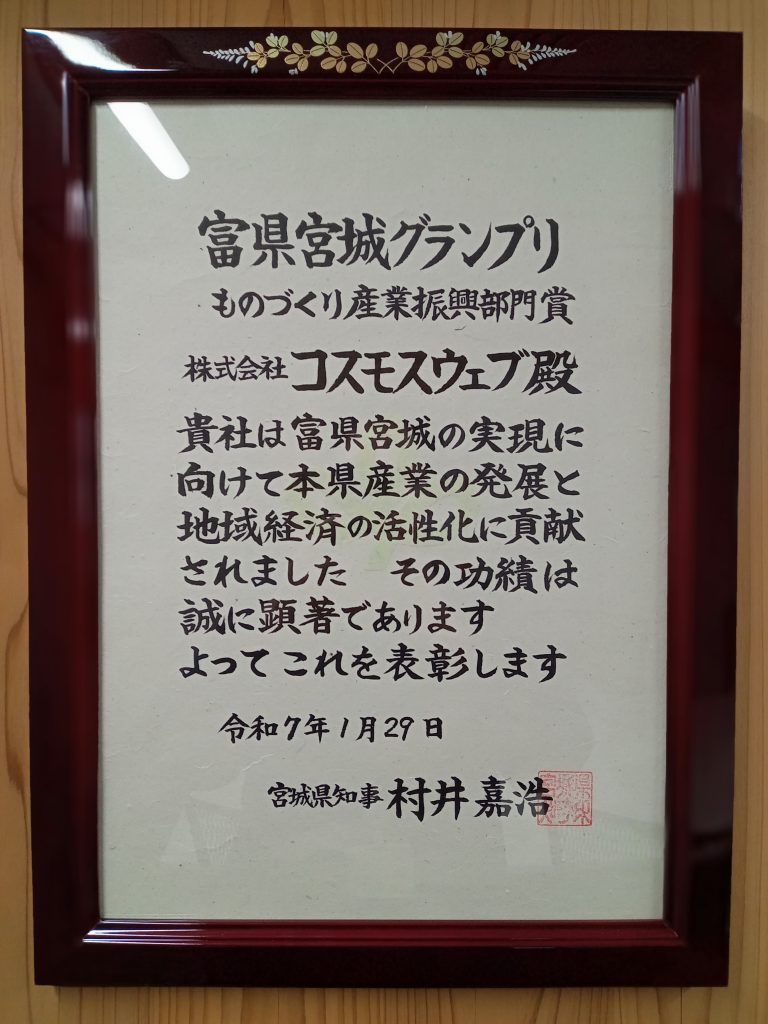 富県宮城グランプリ
ものづくり産業振興部門賞
株式会社 コスモスウェブ殿
貴社は富県宮城の実現に
向けて本県産業の発展と
地域経済の活性化に貢献
されました　その功績は
誠に顕著であります
よってこれを表彰します
令和7年1月29日
宮城県知事 村井嘉浩